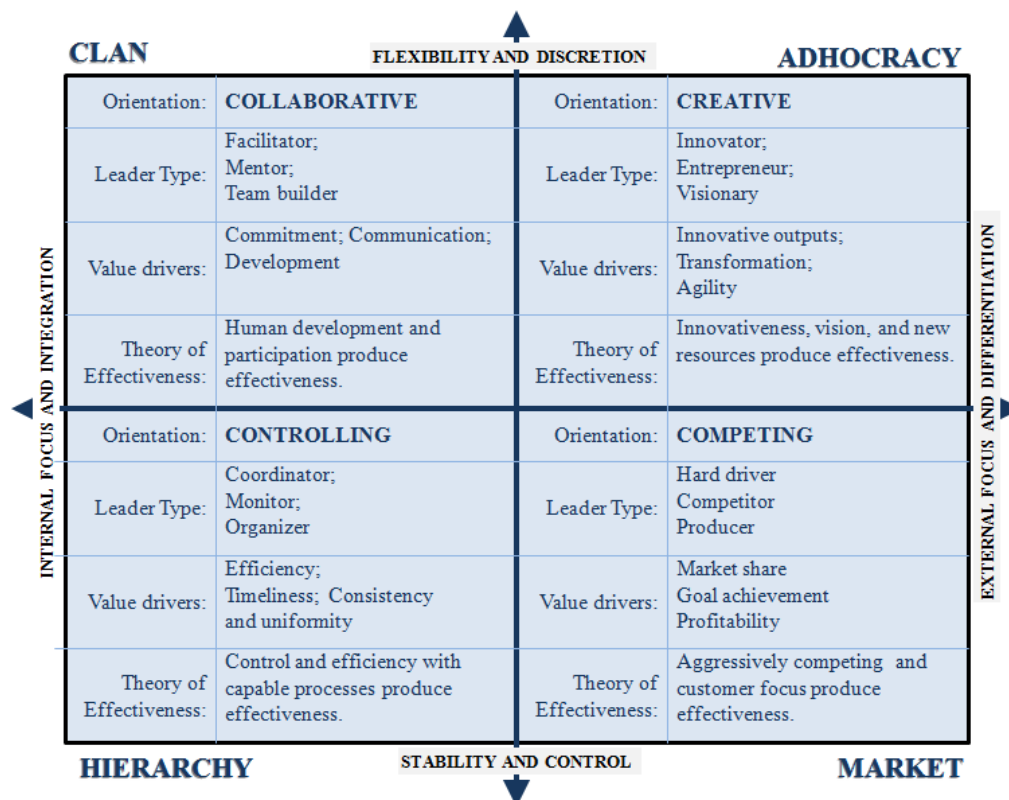 CLAN
FLEXIBILITY AND DISCRETION
ADHOCRACY
Orientation:
COLLABORATIVE
Leader Type:
Facilitator;
Mentor;
Team builder
Value drivers:
Commitment; Communication;
Development
Theory of
Effectiveness:
Human development and
participation produce
effectiveness.
Orientation:
CREATIVE
Leader Type:
Innovator;
Entrepreneur;
Visionary
Value drivers:
Innovative outputs;
Transformation;
Agility
Theory of
Effectiveness:
Innovativeness, vision, and new
resources produce effectiveness.
INTERNAL FOCUS AND INTEGRATION
EXTERNAL FOCUS AND DIFFERENTIATION
Orientation:
CONTROLLING
Leader Type:
Coordinator;
Monitor;
Organizer
Value drivers:
Efficiency;
Timeliness; Consistency
and uniformity
Theory of
Effectiveness:
Control and efficiency with
capable processes produce
effectiveness.
Orientation:
COMPETING
Leader Type:
Hard driver
Competitor
Producer
Value drivers:
Market share
Goal achievement
Profitability
Theory of
Effectiveness:
Aggressively competing and
customer focus produce
effectiveness.
HIERARCHY
STABILITY AND CONTROL
MARKET